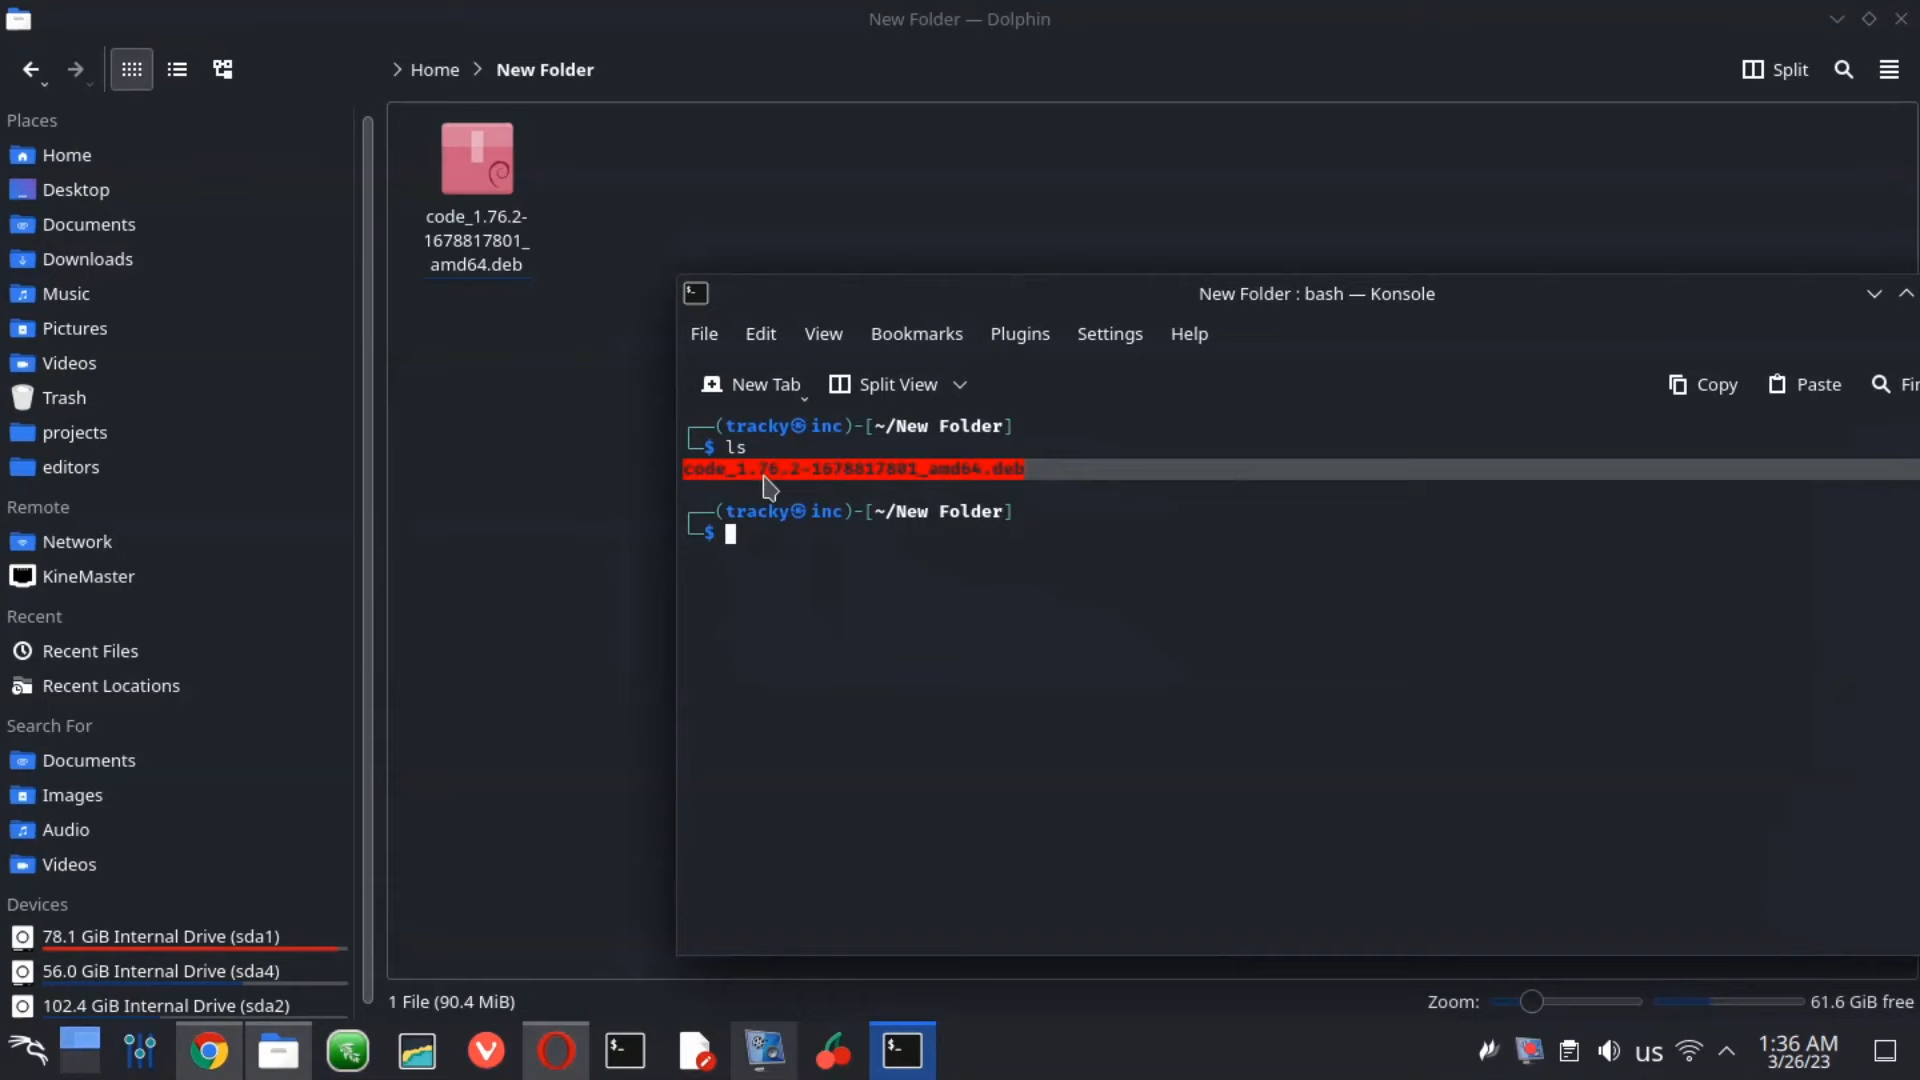 New Folder — Dolphin
Home
New Folder
Split
Places
Home
Desktop
Documents
Downloads
Music
Pictures
Videos
Trash
projects
editors
Remote
Network
KineMaster
Recent
Recent Files
Recent Locations
Search For
Documents
Images
Audio
Videos
Devices
78.1 GiB Internal Drive (sda1)
56.0 GiB Internal Drive (sda4)
102.4 GiB Internal Drive (sda2)
code_1.76.2-
1678817801_
amd64.deb
New Folder : bash — Konsole
File Edit View Bookmarks Plugins Settings Help
New Tab Split View Copy Paste Fin
(tracky㉿inc)-[~/New Folder]
$ ls
code_1.76.2-1678817801_amd64.deb
(tracky㉿inc)-[~/New Folder]
$
1 File (90.4 MiB)
Zoom:
61.6 GiB free
us
1:36 AM
3/26/23